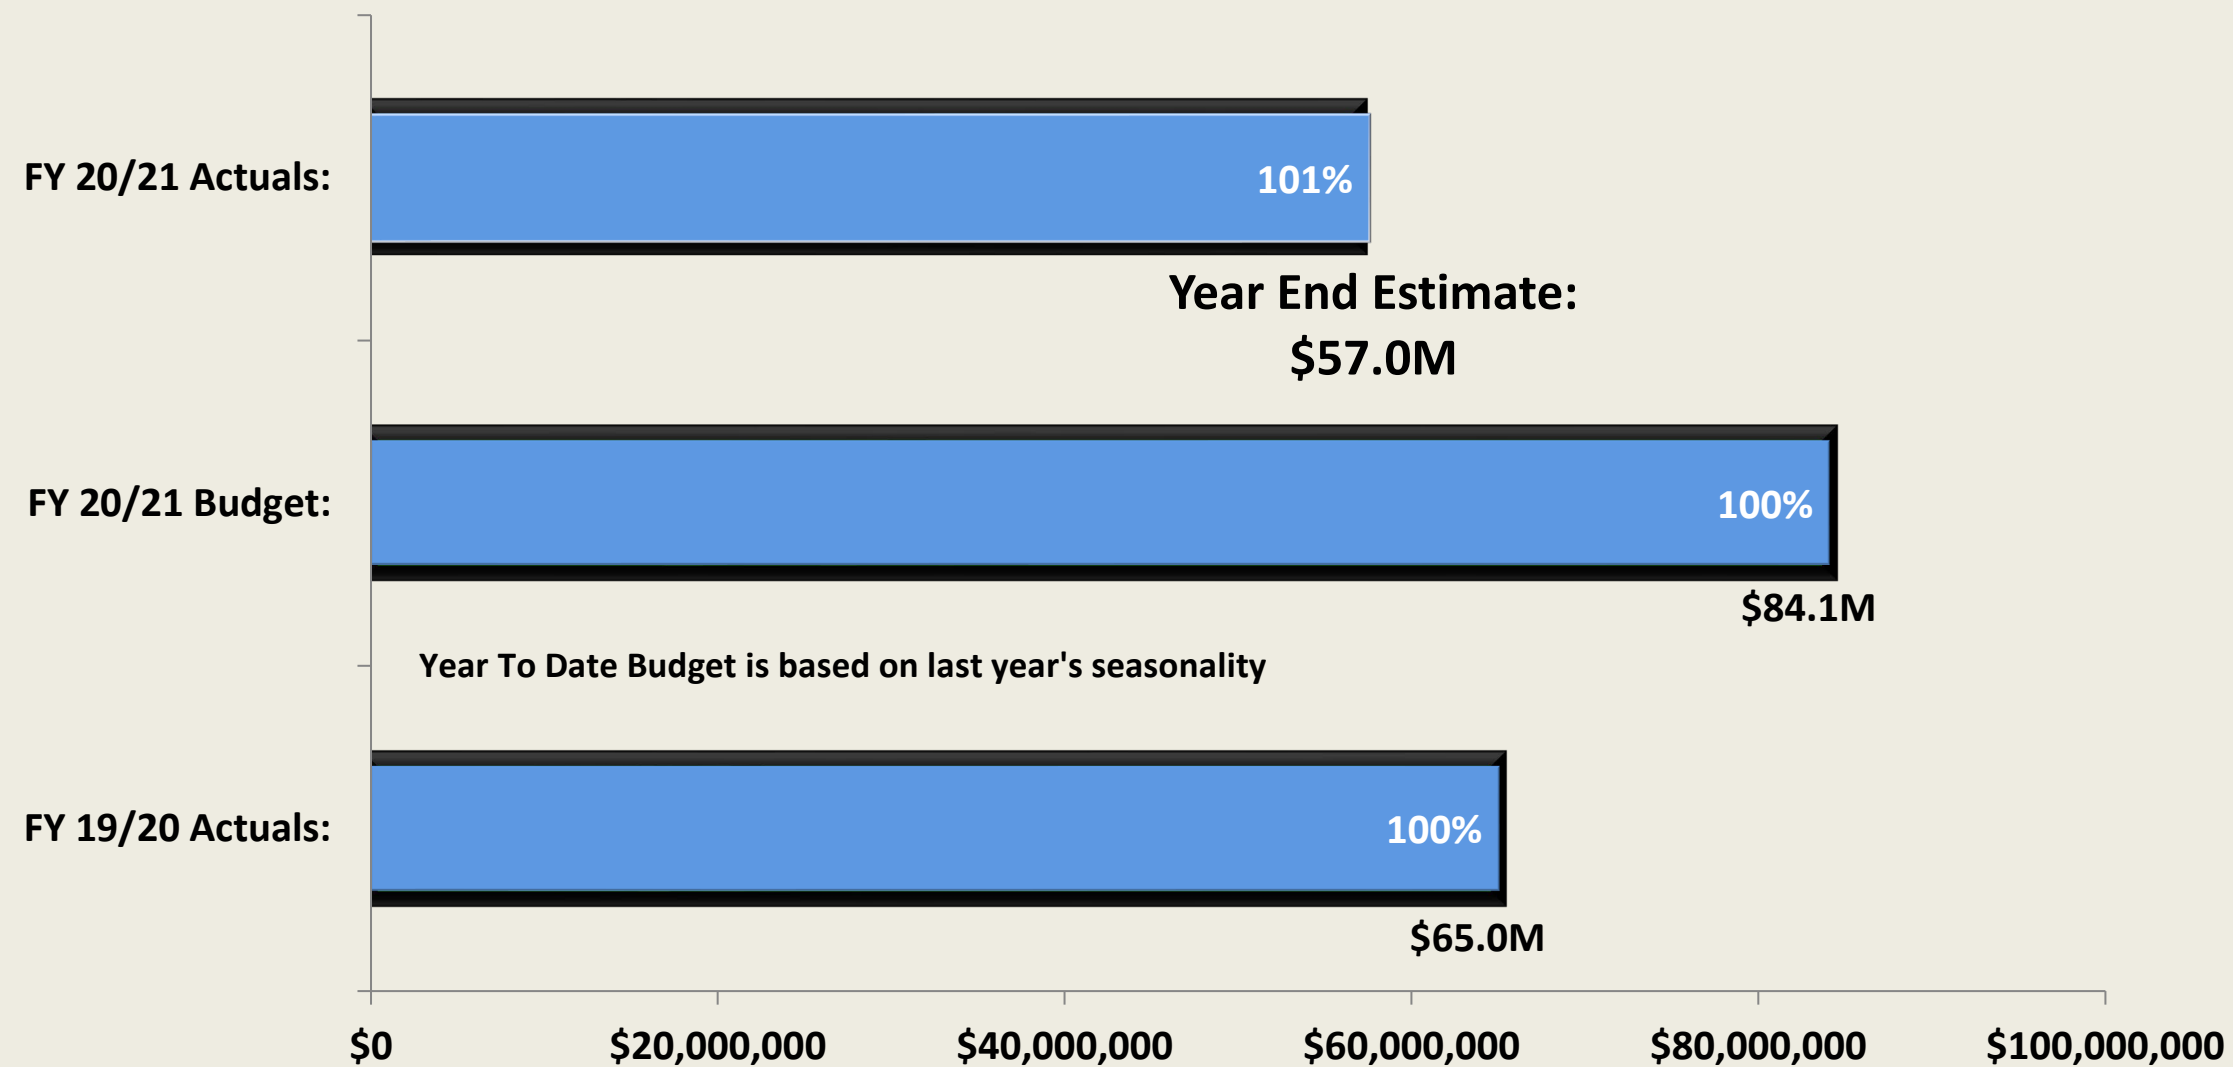 FY 20/21 Actuals:
101%
Year End Estimate:
$57.0M
FY 20/21 Budget:
100%
$84.1M
Year To Date Budget is based on last year's seasonality
FY 19/20 Actuals:
100%
$65.0M
$0
$20,000,000
$40,000,000
$60,000,000
$80,000,000
$100,000,000